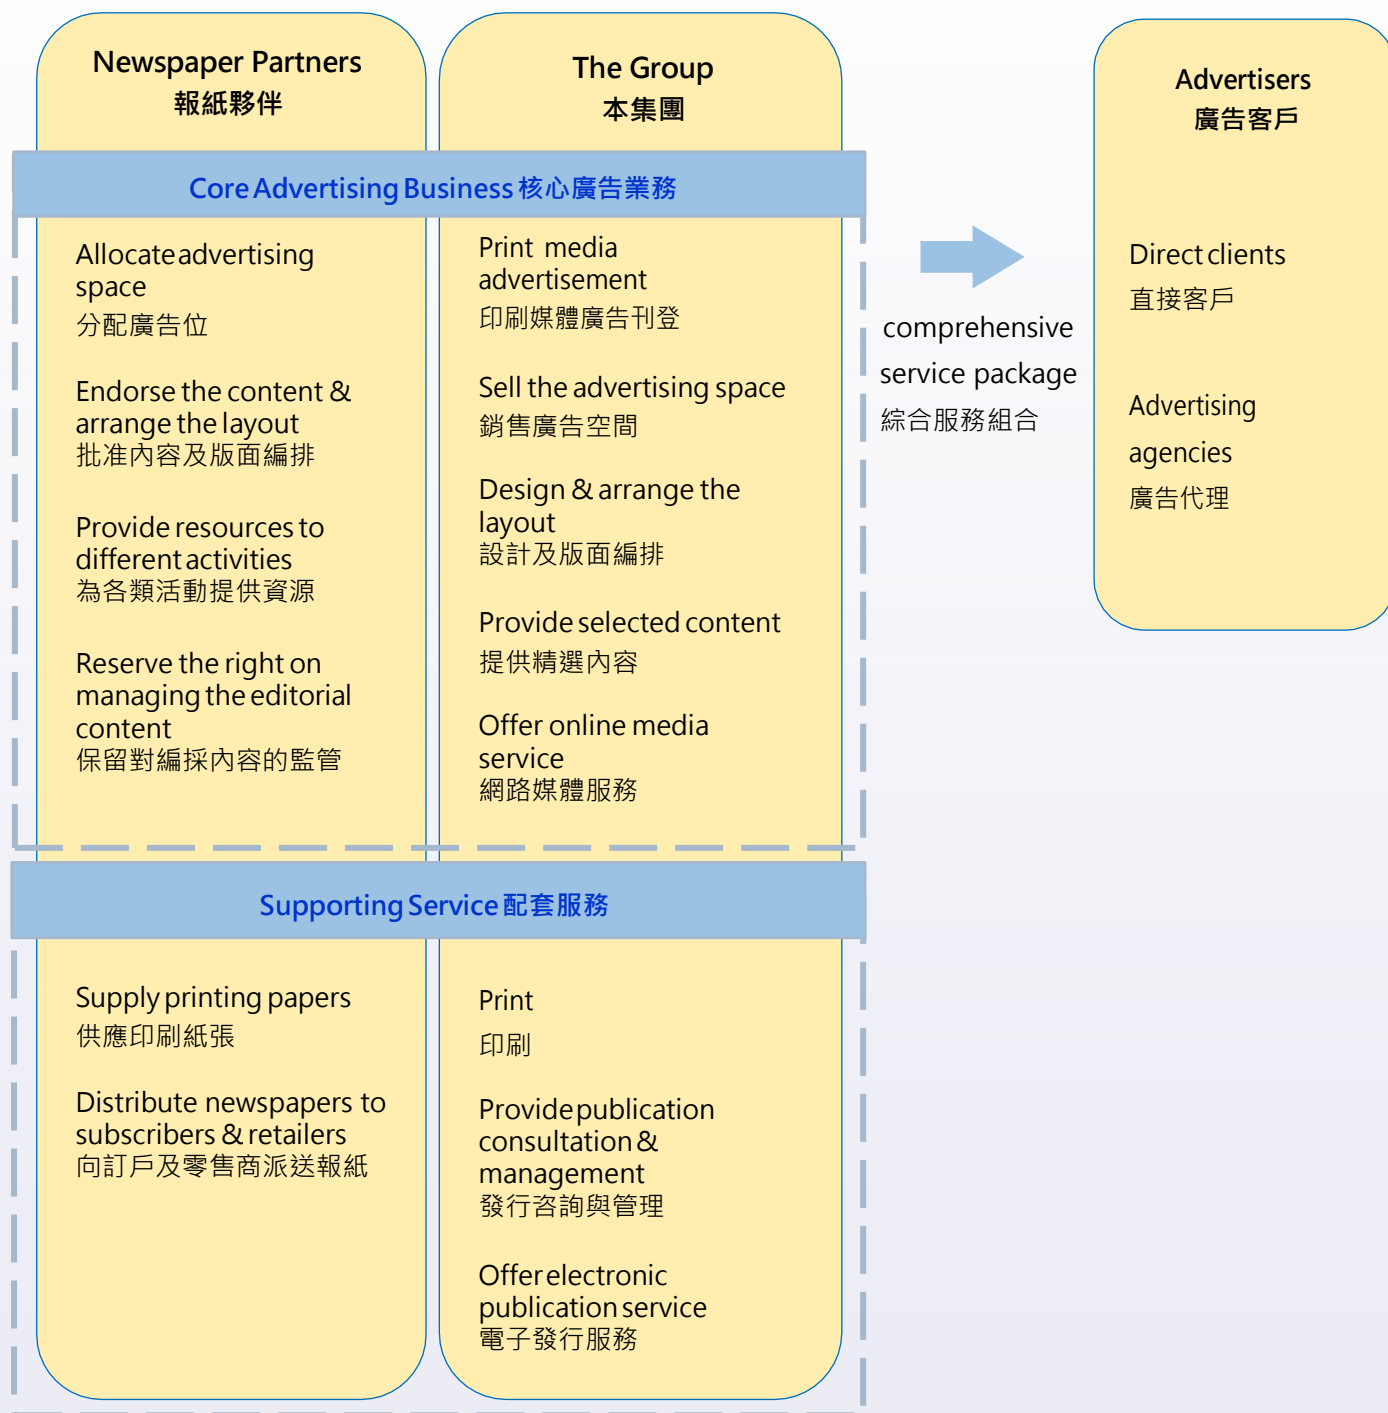 Newspaper Partners
報紙夥伴
The Group
本集團
Advertisers
廣告客戶
Core Advertising Business 核心廣告業務
Allocate advertising
space
分配廣告位
Endorse the content &
arrange the layout
批准內容及版面編排
Provide resources to
different activities
為各類活動提供資源
Reserve the right on
managing the editorial
content
保留對編採內容的監管
Print media
advertisement
印刷媒體廣告刊登
Sell the advertising space
銷售廣告空間
Design & arrange the
layout
設計及版面編排
Provide selected content
提供精選內容
Offer online media
service
網路媒體服務
comprehensive
service package
綜合服務組合
Direct clients
直接客戶
Advertising
agencies
廣告代理
Supporting Service 配套服務
Supply printing papers
供應印刷紙張
Distribute newspapers to
subscribers & retailers
向訂戶及零售商派送報紙
Print
印刷
Provide publication
consultation &
management
發行咨詢與管理
Offer electronic
publication service
電子發行服務